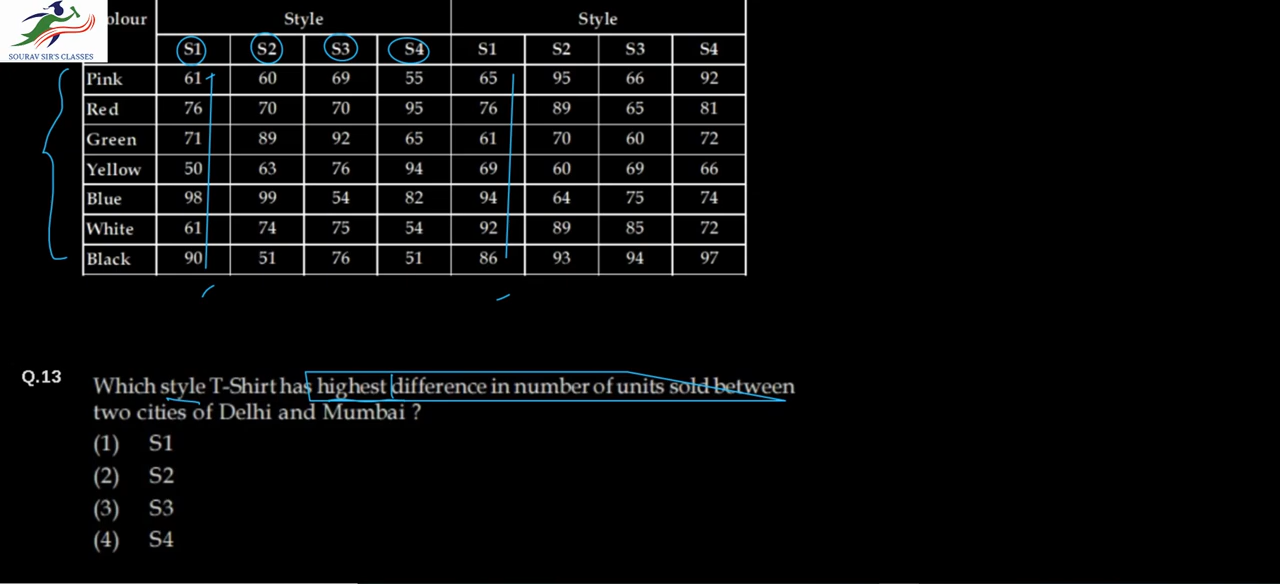 SOURAV SIR'S CLASSES
olour Style Style
S1 S2 S3 S4 S1 S2 S3 S4
Pink 61 60 69 55 65 95 66 92
Red 76 70 70 95 76 89 65 81
Green 71 89 92 65 61 70 60 72
Yellow 50 63 76 94 69 60 69 66
Blue 98 99 54 82 94 64 75 74
White 61 74 75 54 92 89 85 72
Black 90 51 76 51 86 93 94 97
Q.13 Which style T-Shirt has highest difference in number of units sold between
two cities of Delhi and Mumbai ?
(1) S1
(2) S2
(3) S3
(4) S4